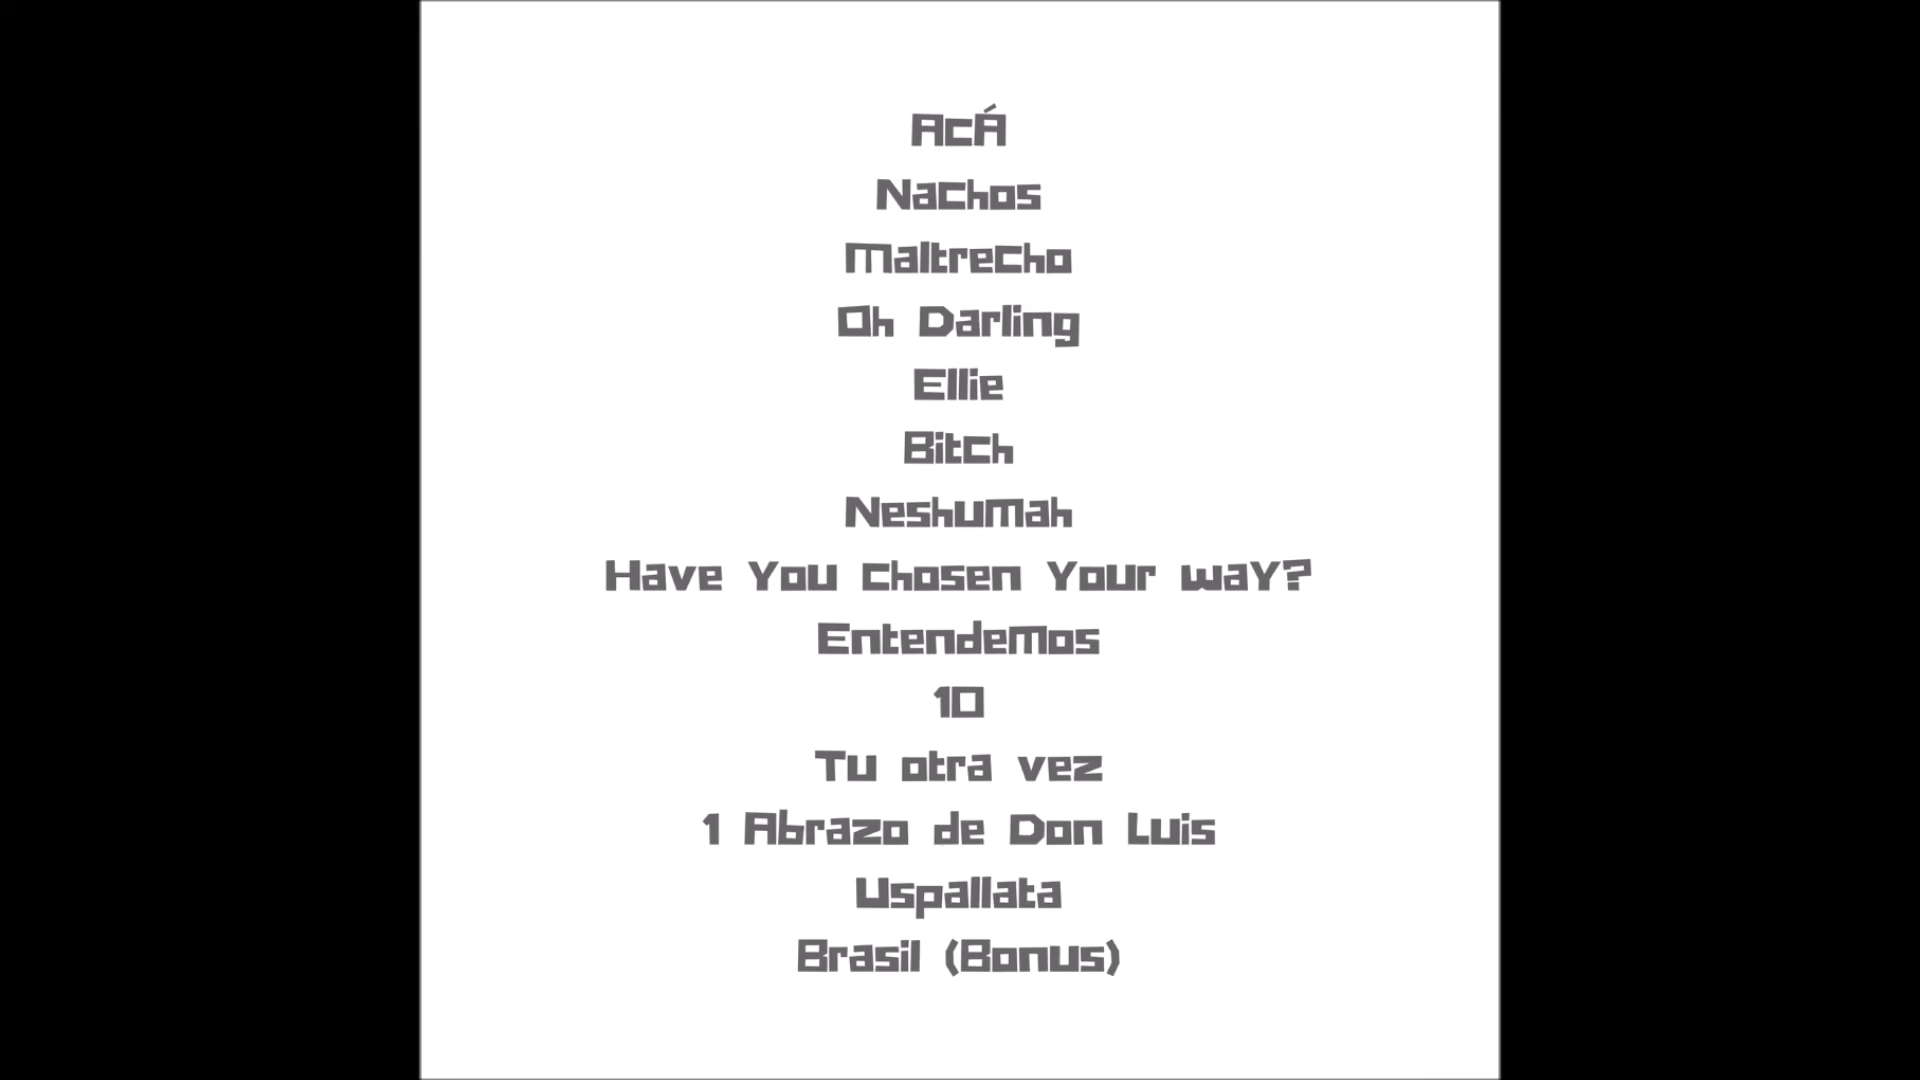 Acá
Nachos
Maltrecho
Oh Darling
Ellie
Bitch
Neshumah
Have You Chosen Your way?
Entendemos
10
Tu otra vez
1 Abrazo de Don Luis
Uspallata
Brasil (Bonus)